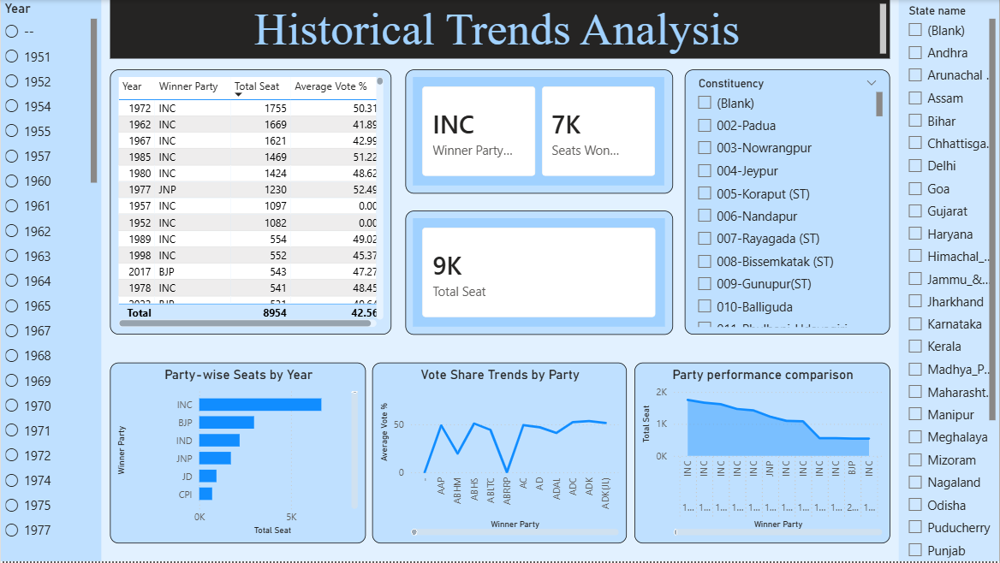 Historical Trends Analysis
Year
--
1951
1952
1954
1955
1957
1960
1961
1962
1963
1964
1965
1967
1968
1969
1970
1971
1972
1974
1975
1977
Year Winner Party Total Seat Average Vote %
1972 INC 1755 50.31
1962 INC 1669 41.89
1967 INC 1621 42.99
1985 INC 1469 51.22
1980 INC 1424 48.62
1977 JNP 1230 52.49
1957 INC 1097 0.00
1952 INC 1082 0.00
1989 INC 554 49.02
1998 INC 552 45.37
2017 BJP 543 47.27
1978 INC 541 48.45
Total 8954 42.56
INC
Winner Party...
7K
Seats Won...
9K
Total Seat
Constituency
(Blank)
002-Padua
003-Nowrangpur
004-Jeypur
005-Koraput (ST)
006-Nandapur
007-Rayagada (ST)
008-Bissemkatak (ST)
009-Gunupur(ST)
010-Balliguda
State name
(Blank)
Andhra
Arunachal .
Assam
Bihar
Chhattisga.
Delhi
Goa
Gujarat
Haryana
Himachal_..
Jammu_&...
Jharkhand
Karnataka
Kerala
Madhya_P..
Maharasht.
Manipur
Meghalaya
Mizoram
Nagaland
Odisha
Puducherry
Punjab
Party-wise Seats by Year
Winner Party
INC
BJP
IND
JNP
JD
CPI
0K 5K
Total Seat
Vote Share Trends by Party
Average Vote %
50
0
' AAP ABHM ABHS ABLTC ABRRP AC AD ADAL ADC ADK ADK(JL)
Winner Party
Party performance comparison
Total Seat
2K
1K
0K
INC INC INC INC INC JNP INC INC INC INC BJP INC
1... 1... 1... 1... 1... 1... 1... 1... 1... 1... 2... 1...
Winner Party